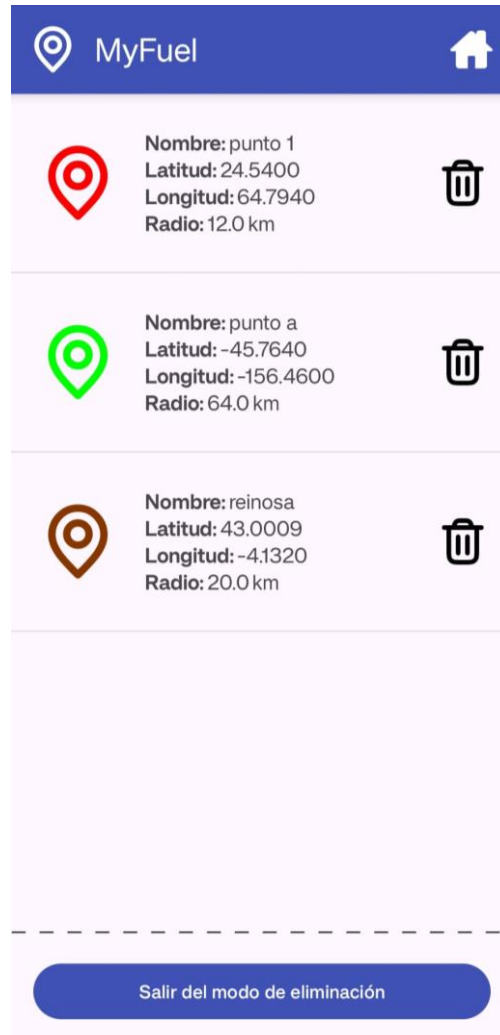 MyFuel
Nombre: punto 1
Latitud: 24.5400
Longitud: 64.7940
Radio: 12.0 km
Nombre: punto a
Latitud: -45.7640
Longitud: -156.4600
Radio: 64.0 km
Nombre: reinosa
Latitud: 43.0009
Longitud: -4.1320
Radio: 20.0 km
Salir del modo de eliminación